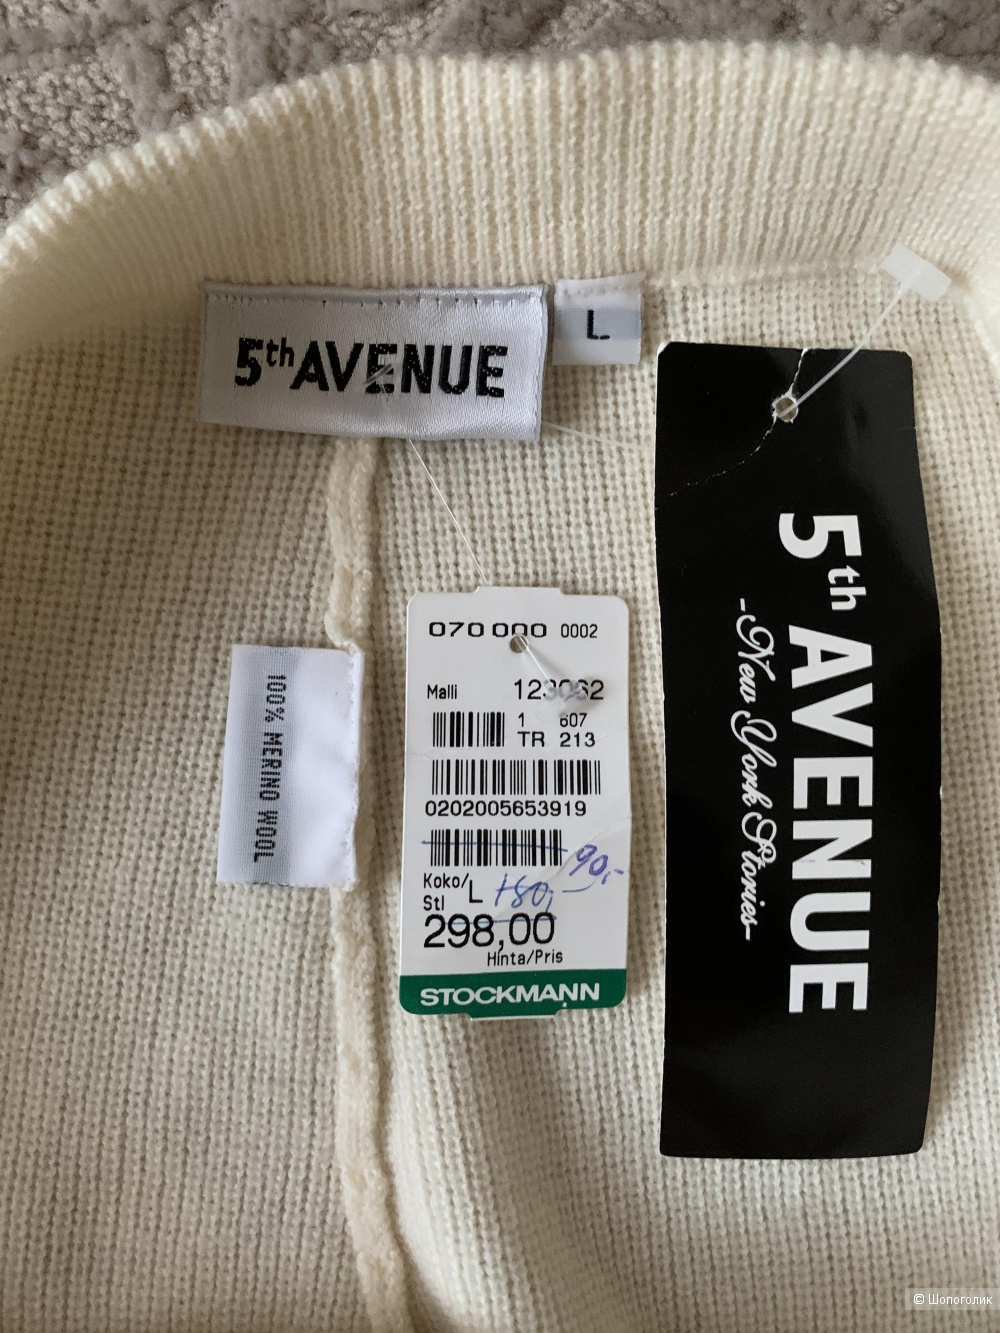 5th AVENUE
L
100% MERINO WOOL
070 000 0002
Malli
1 607
TR 213
0202005653919
90,-
Koko/
Stl L 180,-
298,00
Hinta/Pris
STOCKMANN
5th AVENUE
-New York Stories-
© Шопоголик